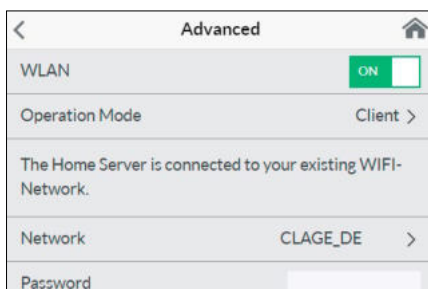 Advanced
WLAN ON
Operation Mode Client >
The Home Server is connected to your existing WIFI-
Network.
Network CLAGE_DE >
Password